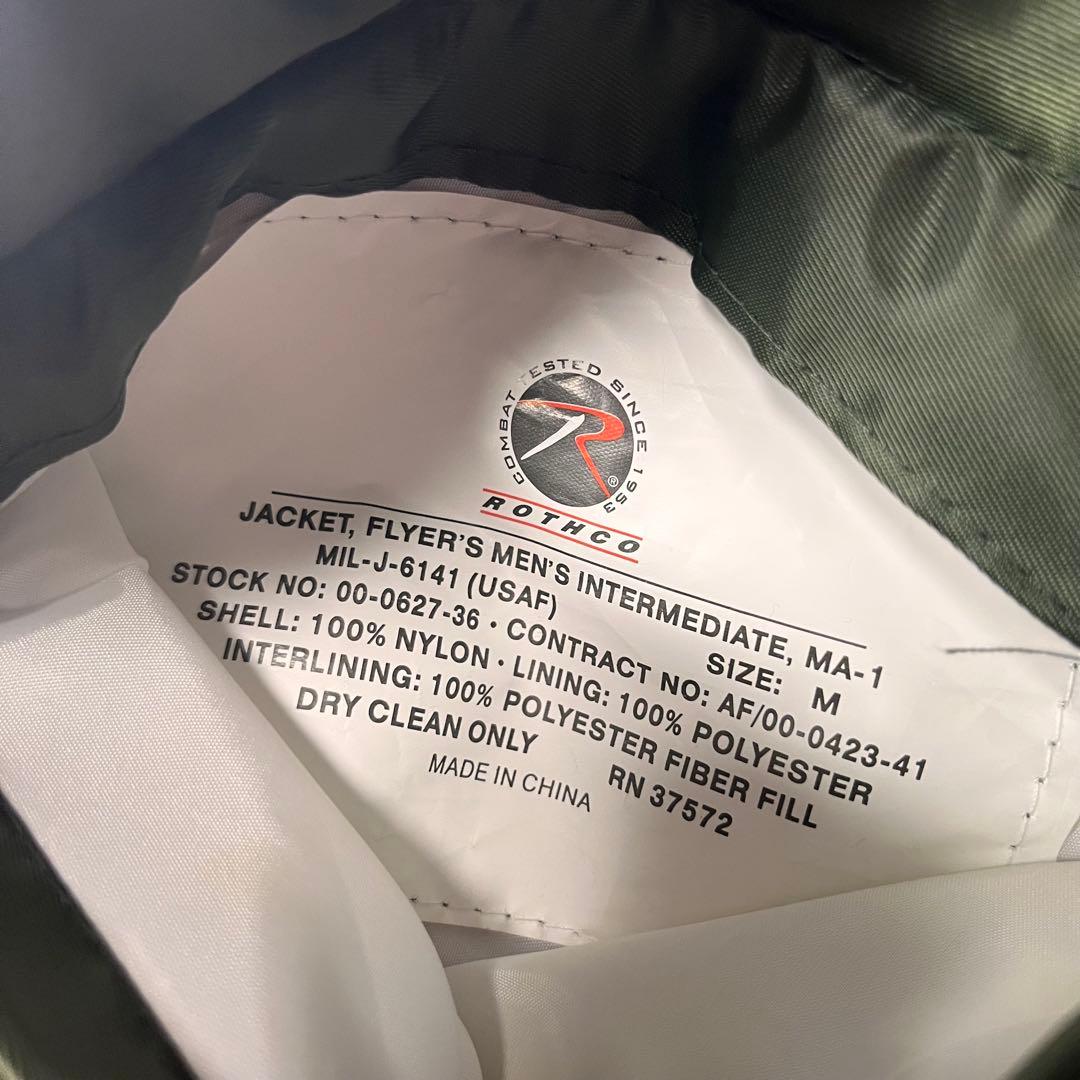 COMBAT TESTED SINCE 1953
R
®
ROTHCO
JACKET, FLYER'S MEN'S INTERMEDIATE, MA-1
MIL-J-6141 (USAF) SIZE: M
STOCK NO: 00-0627-36 · CONTRACT NO: AF/00-0423-41
SHELL: 100% NYLON · LINING: 100% POLYESTER
INTERLINING: 100% POLYESTER FIBER FILL
DRY CLEAN ONLY RN 37572
MADE IN CHINA